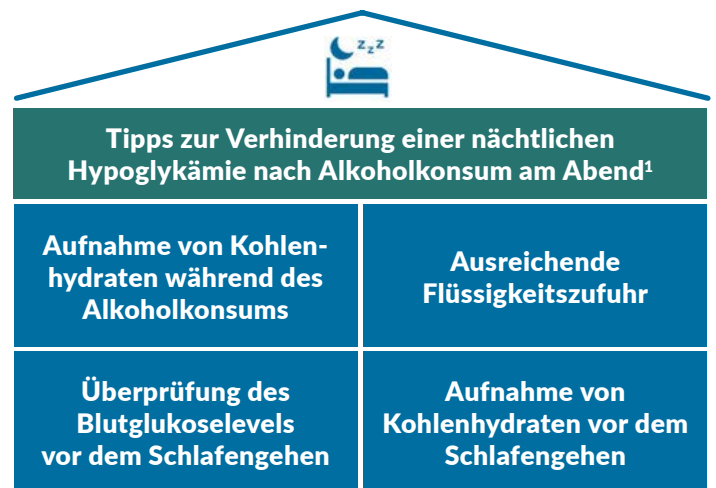 zzz
Tipps zur Verhinderung einer nächtlichen
Hypoglykämie nach Alkoholkonsum am Abend¹
Aufnahme von Kohlen-
hydraten während des
Alkoholkonsums
Ausreichende
Flüssigkeitszufuhr
Überprüfung des
Blutglukoselevels
vor dem Schlafengehen
Aufnahme von
Kohlenhydraten vor dem
Schlafengehen